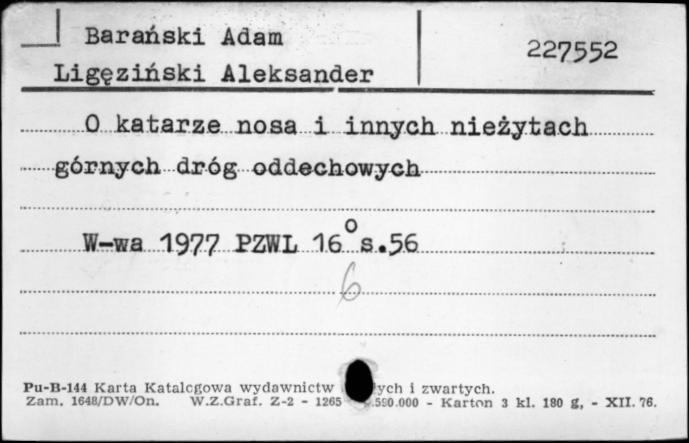 Barański Adam
227552
Ligęziński Aleksander
O katarze nosa i innych nieżytach
górnych dróg oddechowych
W-wa 1977 PZWL 16° s.56
6
Pu-B-144 Karta Katalogowa wydawnictw i zwartych.
Zam. 1648/DW/On. W.Z.Graf. Z-2 - 1265 .590.000 - Karton 3 kl. 180 g, - XII. 76.